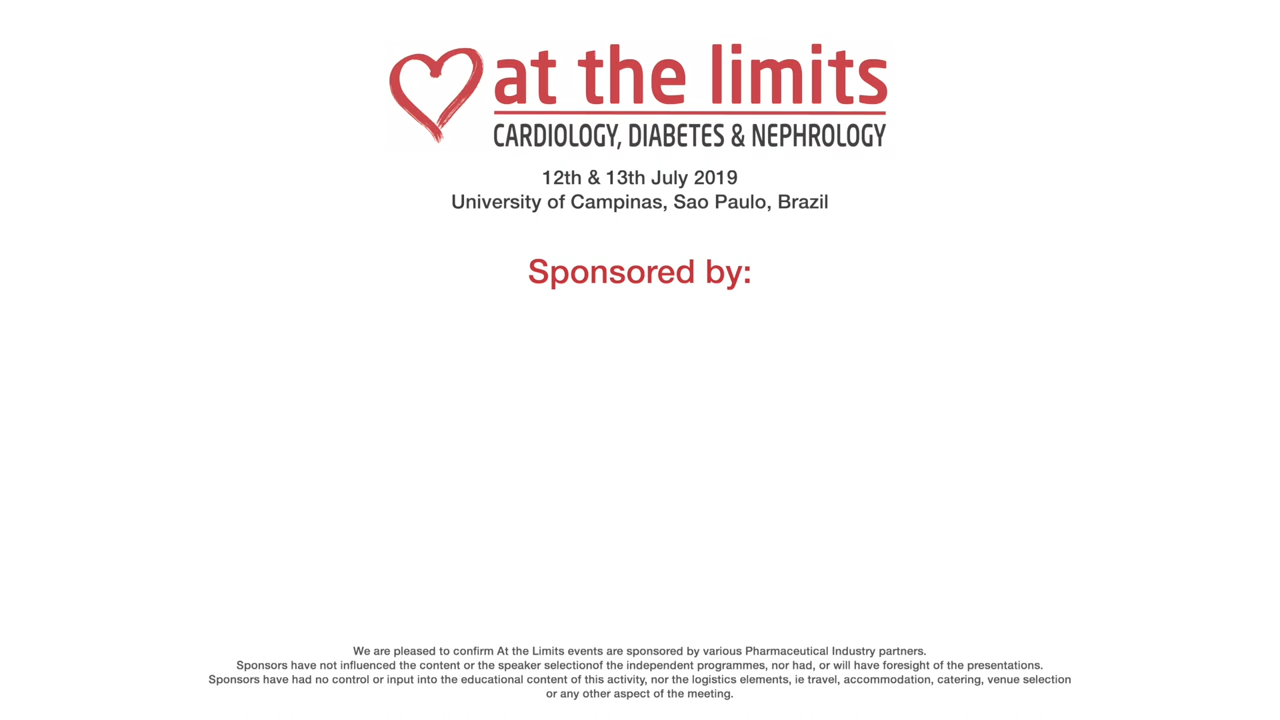 at the limits
CARDIOLOGY, DIABETES & NEPHROLOGY
12th & 13th July 2019
University of Campinas, Sao Paulo, Brazil
Sponsored by:
We are pleased to confirm At the Limits events are sponsored by various Pharmaceutical Industry partners.
Sponsors have not influenced the content or the speaker selectionof the independent programmes, nor had, or will have foresight of the presentations.
Sponsors have had no control or input into the educational content of this activity, nor the logistics elements, ie travel, accommodation, catering, venue selection
or any other aspect of the meeting.